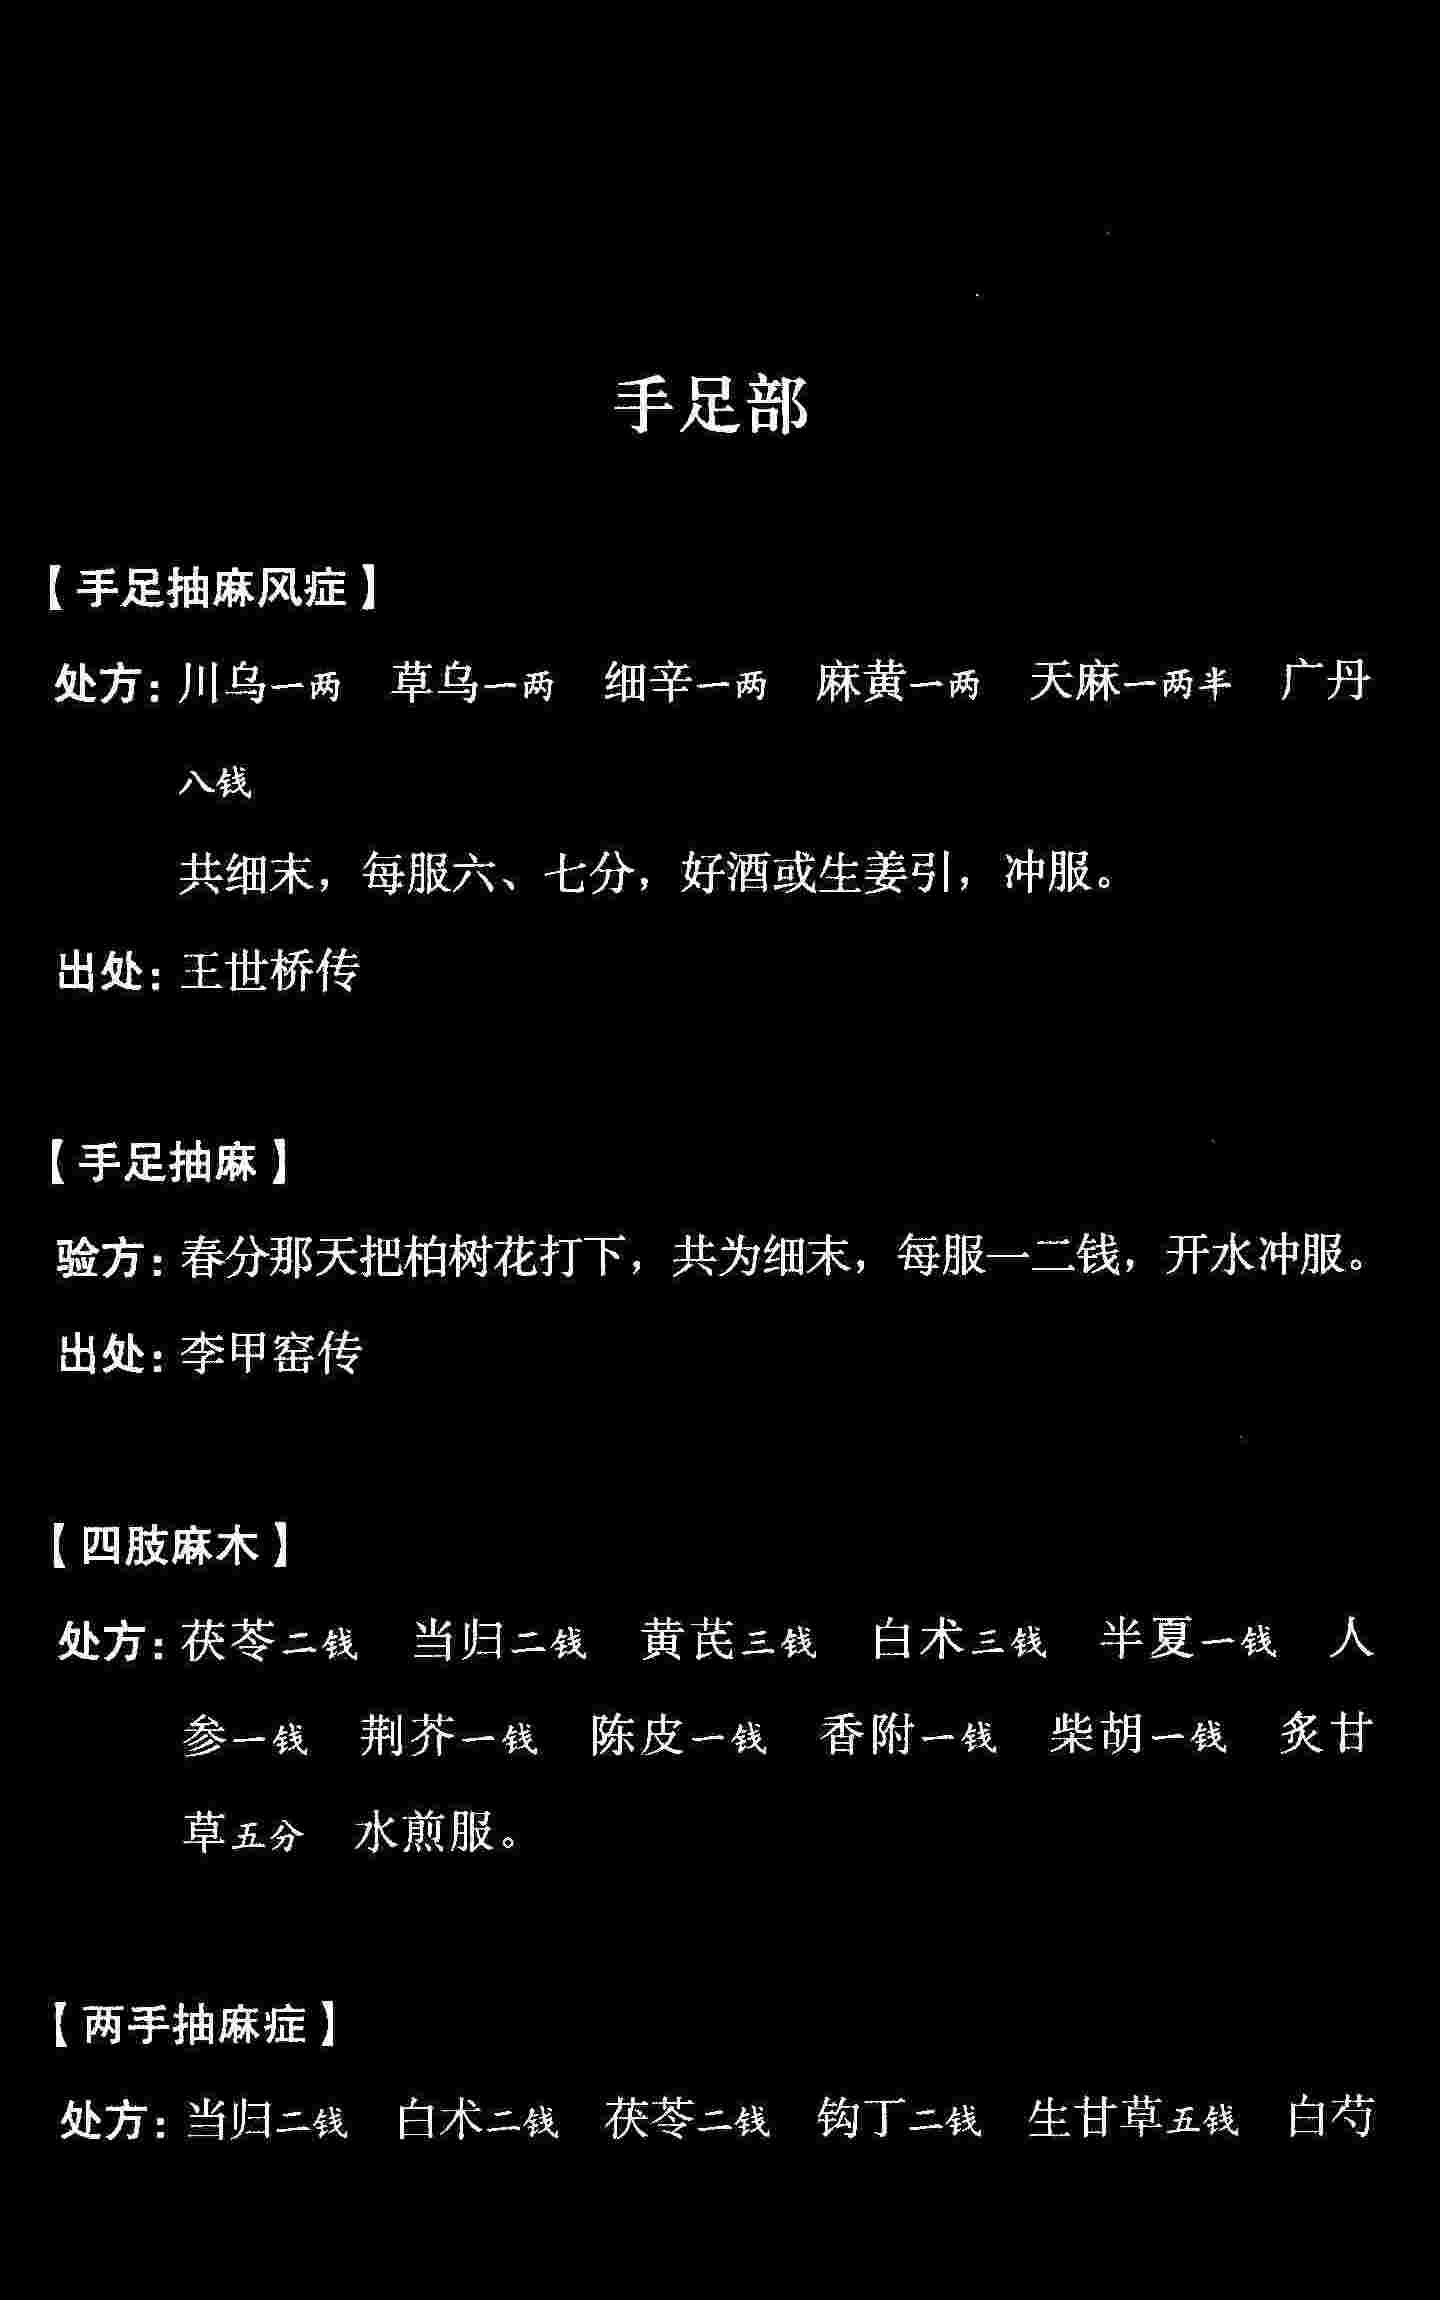 手足部
【手足抽麻风症】
处方：川乌一两　草乌一两　细辛一两　麻黄一两　天麻一两半　广丹
八钱
共细末，每服六、七分，好酒或生姜引，冲服。
出处：王世桥传
【手足抽麻】
验方：春分那天把柏树花打下，共为细末，每服一二钱，开水冲服。
出处：李甲窑传
【四肢麻木】
处方：茯苓二钱　当归二钱　黄芪三钱　白术三钱　半夏一钱　人
参一钱　荆芥一钱　陈皮一钱　香附一钱　柴胡一钱　炙甘
草五分　水煎服。
【两手抽麻症】
处方：当归二钱　白术二钱　茯苓二钱　钩丁二钱　生甘草五钱　白芍